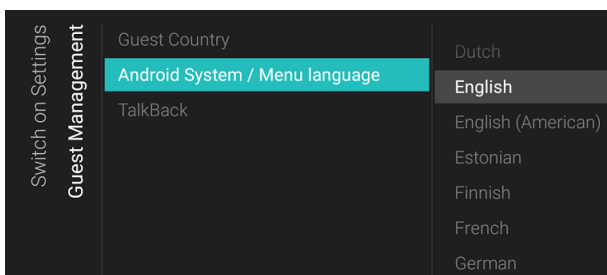 Switch on Settings
Guest Management
Guest Country
Android System / Menu language
TalkBack
Dutch
English
English (American)
Estonian
Finnish
French
German